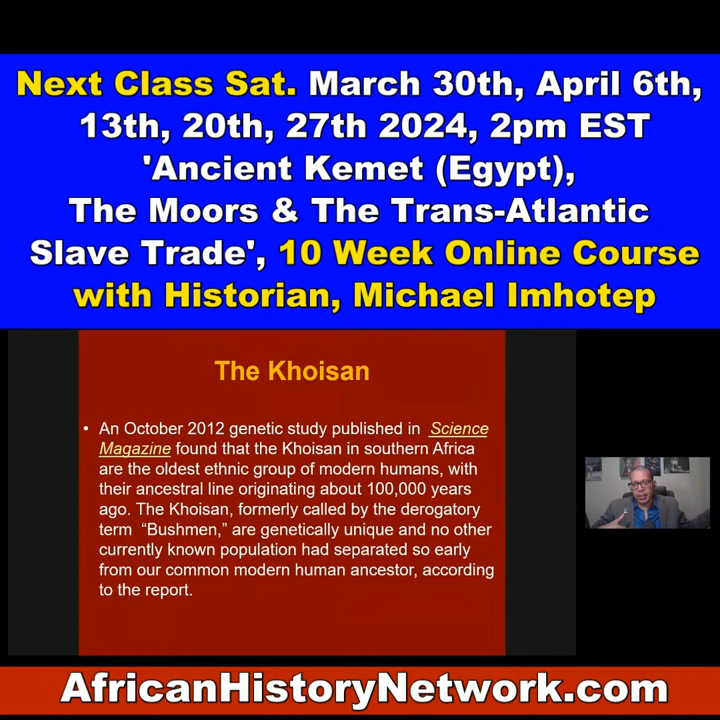 Next Class Sat. March 30th, April 6th,
13th, 20th, 27th 2024, 2pm EST
'Ancient Kemet (Egypt),
The Moors & The Trans-Atlantic
Slave Trade', 10 Week Online Course
with Historian, Michael Imhotep
The Khoisan
• An October 2012 genetic study published in Science
Magazine found that the Khoisan in southern Africa
are the oldest ethnic group of modern humans, with
their ancestral line originating about 100,000 years
ago. The Khoisan, formerly called by the derogatory
term “Bushmen,” are genetically unique and no other
currently known population had separated so early
from our common modern human ancestor, according
to the report.
AfricanHistoryNetwork.com